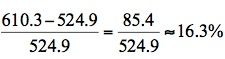 610.3−524.9 / 524.9 = 85.4 / 524.9 ≈16.3%